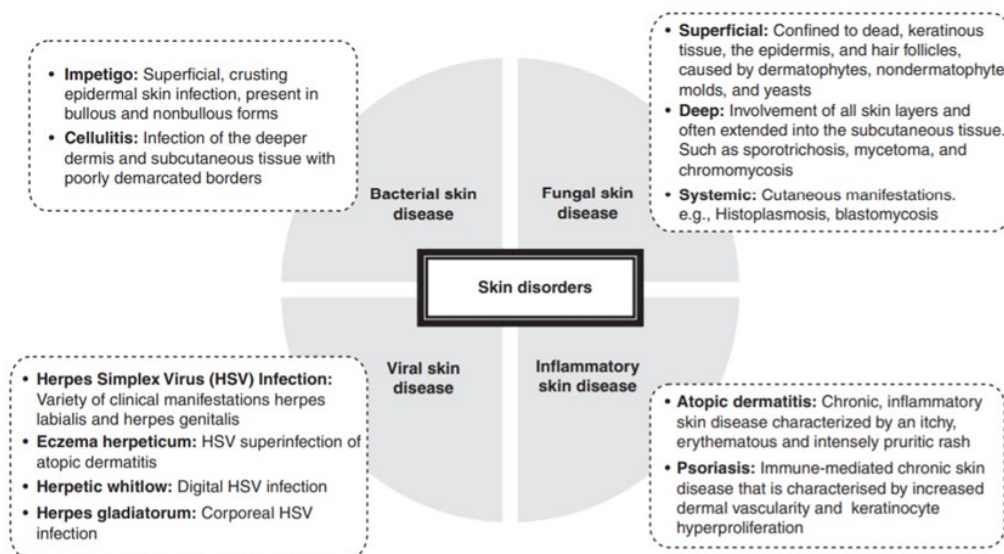 • Impetigo: Superficial, crusting
epidermal skin infection, present in
bullous and nonbullous forms
• Cellulitis: Infection of the deeper
dermis and subcutaneous tissue with
poorly demarcated borders
• Superficial: Confined to dead, keratinous
tissue, the epidermis, and hair follicles,
caused by dermatophytes, nondermatophyte
molds, and yeasts
• Deep: Involvement of all skin layers and
often extended into the subcutaneous tissue.
Such as sporotrichosis, mycetoma, and
chromomycosis
• Systemic: Cutaneous manifestations.
e.g., Histoplasmosis, blastomycosis
Bacterial skin
disease
Fungal skin
disease
Skin disorders
Viral skin
disease
Inflammatory
skin disease
• Herpes Simplex Virus (HSV) Infection:
Variety of clinical manifestations herpes
labialis and herpes genitalis
• Eczema herpeticum: HSV superinfection of
atopic dermatitis
• Herpetic whitlow: Digital HSV infection
• Herpes gladiatorum: Corporeal HSV
infection
• Atopic dermatitis: Chronic, inflammatory
skin disease characterized by an itchy,
erythematous and intensely pruritic rash
• Psoriasis: Immune-mediated chronic skin
disease that is characterised by increased
dermal vascularity and keratinocyte
hyperproliferation